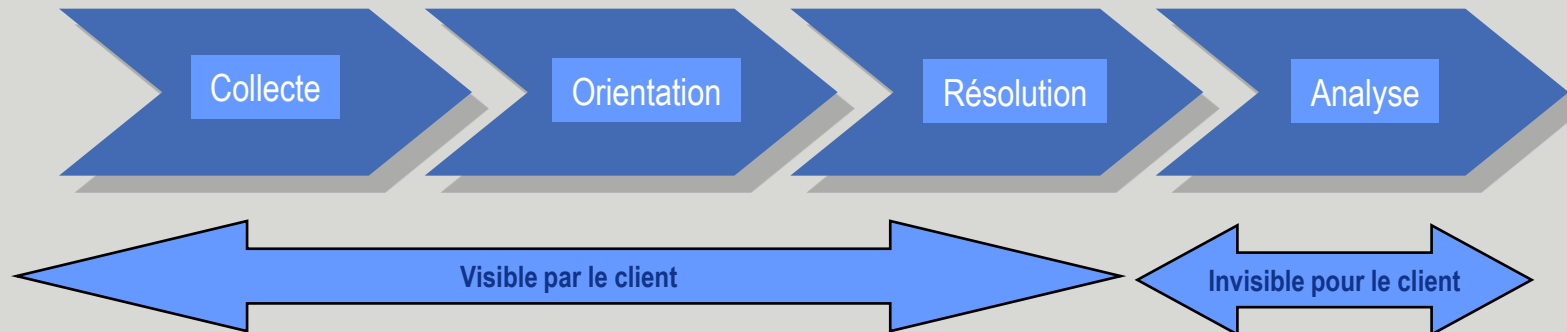 Collecte
Orientation
Résolution
Analyse
Visible par le client
Invisible pour le client